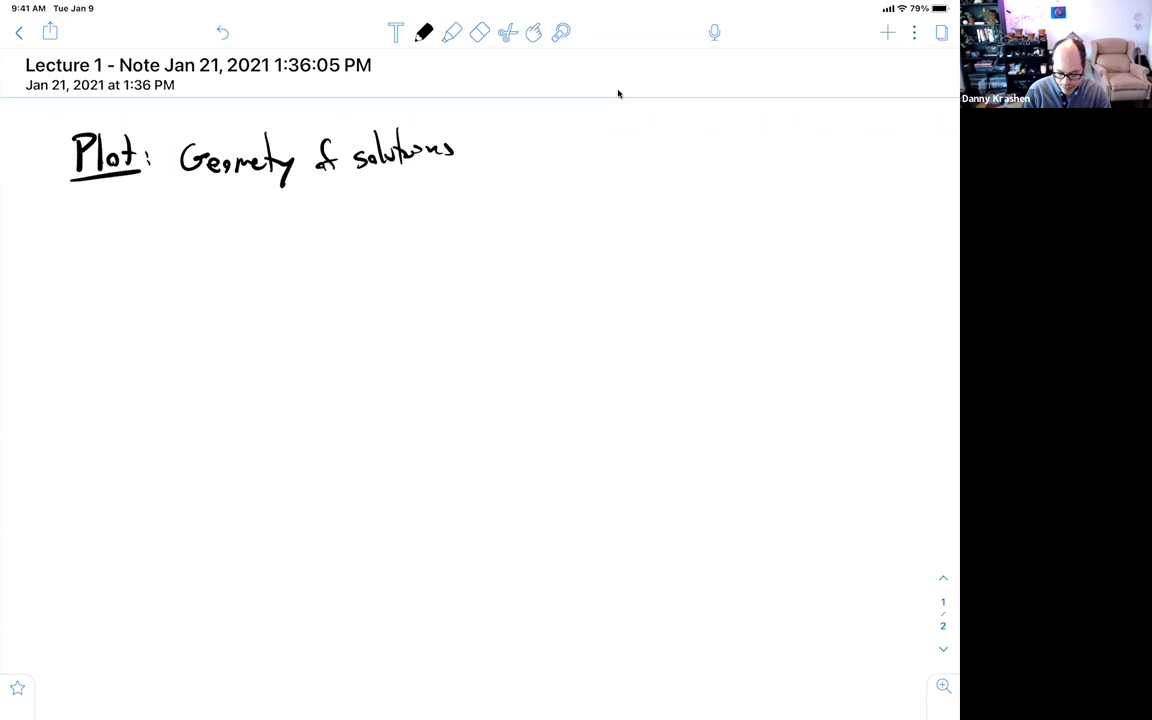 9:41 AM Tue Jan 9
79%
Lecture 1 - Note Jan 21, 2021 1:36:05 PM
Jan 21, 2021 at 1:36 PM
Danny Krashen
Plot: Geometry of solutions
1
/
2